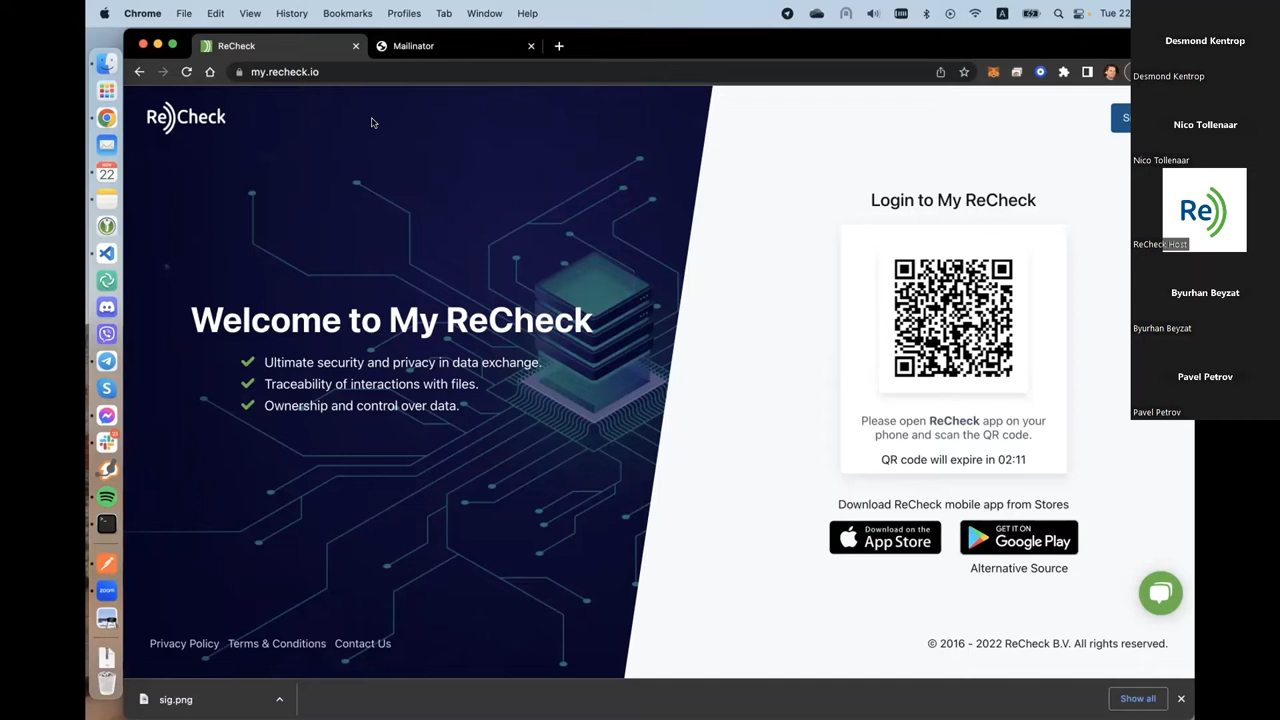 Chrome File Edit View History Bookmarks Profiles Tab Window Help
A
Tue 22
ReCheck
Mailinator
my.recheck.io
Re)Check
Login to My ReCheck
Welcome to My ReCheck
Ultimate security and privacy in data exchange.
Traceability of interactions with files.
Ownership and control over data.
Please open ReCheck app on your
phone and scan the QR code.
QR code will expire in 02:11
Download ReCheck mobile app from Stores
Download on the
App Store
GET IT ON
Google Play
Alternative Source
Privacy Policy Terms & Conditions Contact Us
© 2016 - 2022 ReCheck B.V. All rights reserved.
sig.png
Show all
22
zoom
Desmond Kentrop
Desmond Kentrop
Nico Tollenaar
Nico Tollenaar
Re)
ReCheck Host
Byurhan Beyzat
Byurhan Beyzat
Pavel Petrov
Pavel Petrov